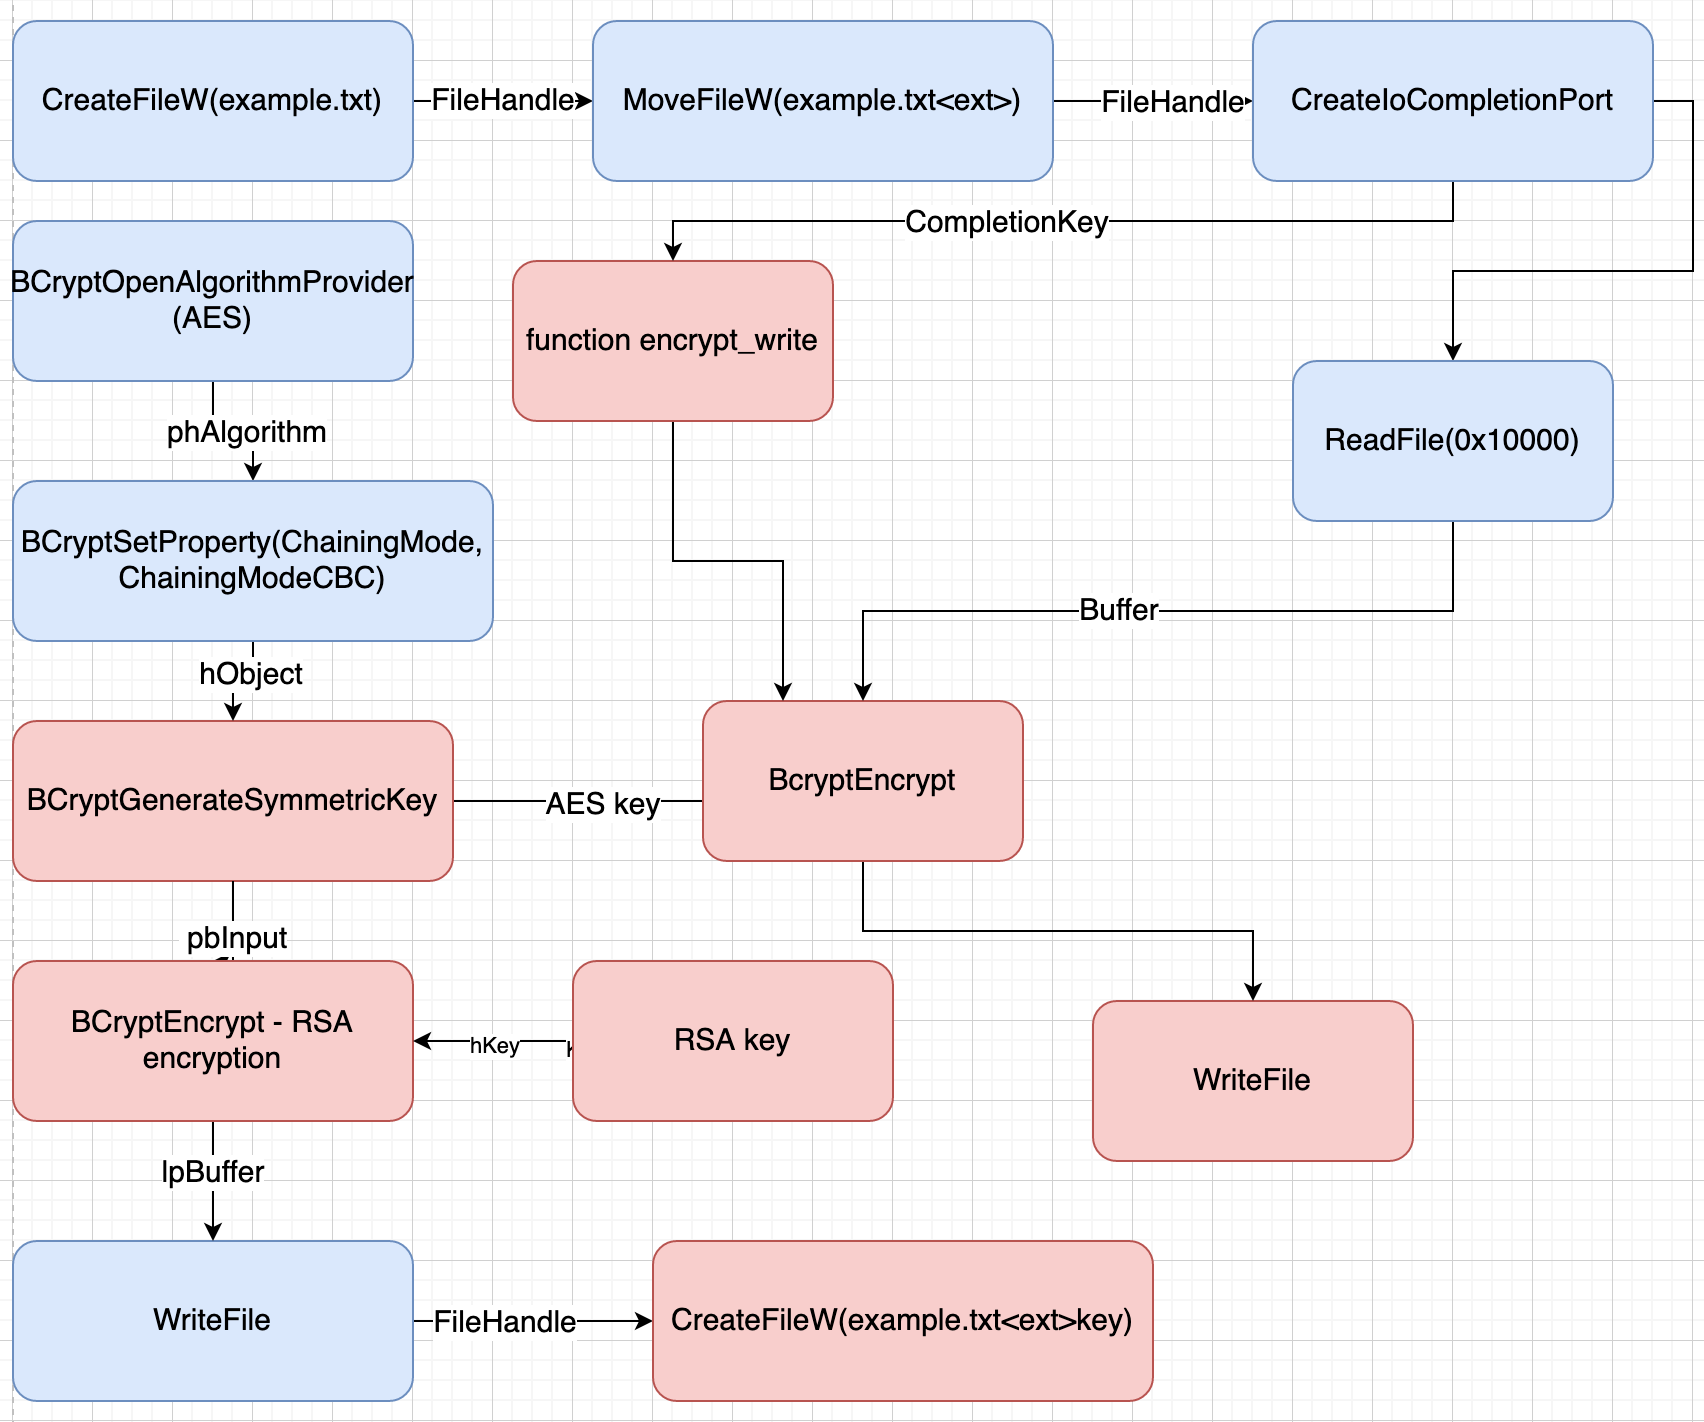 CreateFileW(example.txt)
FileHandle
MoveFileW(example.txt<ext>)
FileHandle
CreateIoCompletionPort
CompletionKey
BCryptOpenAlgorithmProvider
(AES)
function encrypt_write
phAlgorithm
ReadFile(0x10000)
BCryptSetProperty(ChainingMode,
ChainingModeCBC)
Buffer
hObject
BCryptGenerateSymmetricKey
AES key
BcryptEncrypt
pbInput
BCryptEncrypt - RSA
encryption
hKey
RSA key
WriteFile
lpBuffer
WriteFile
FileHandle
CreateFileW(example.txt<ext>key)